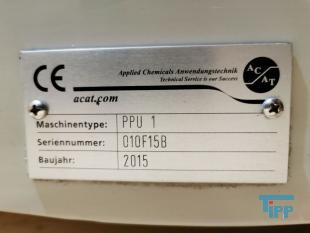 CE
Applied Chemicals Anwendungstechnik
Technical Service is our Success
ACAT
acat.com
Maschinentype: PPU 1
Seriennummer: 010F15B
Baujahr: 2015
TIPP